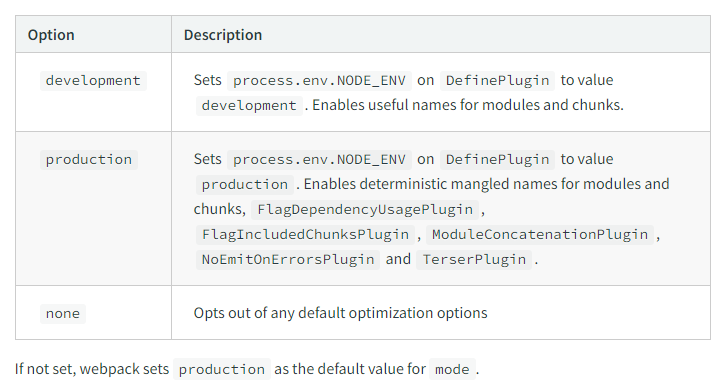 Option Description
development Sets process.env.NODE_ENV on DefinePlugin to value
development . Enables useful names for modules and chunks.
production Sets process.env.NODE_ENV on DefinePlugin to value
production . Enables deterministic mangled names for modules and
chunks, FlagDependencyUsagePlugin ,
FlagIncludedChunksPlugin , ModuleConcatenationPlugin ,
NoEmitOnErrorsPlugin and TerserPlugin .
none Opts out of any default optimization options
If not set, webpack sets production as the default value for mode .